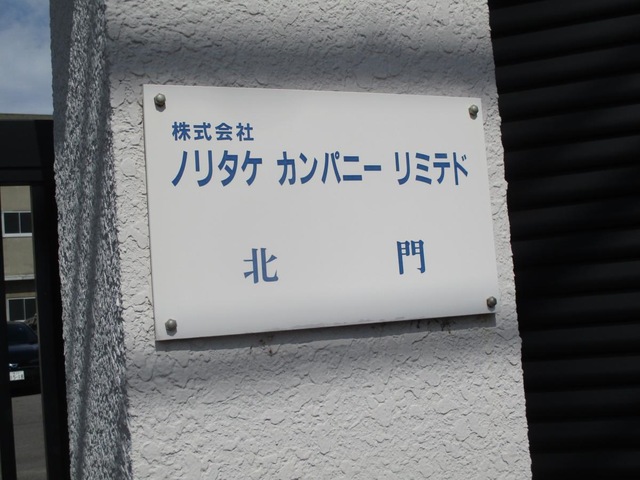 株式会社
ノリタケ カンパニー リミテド
北 門